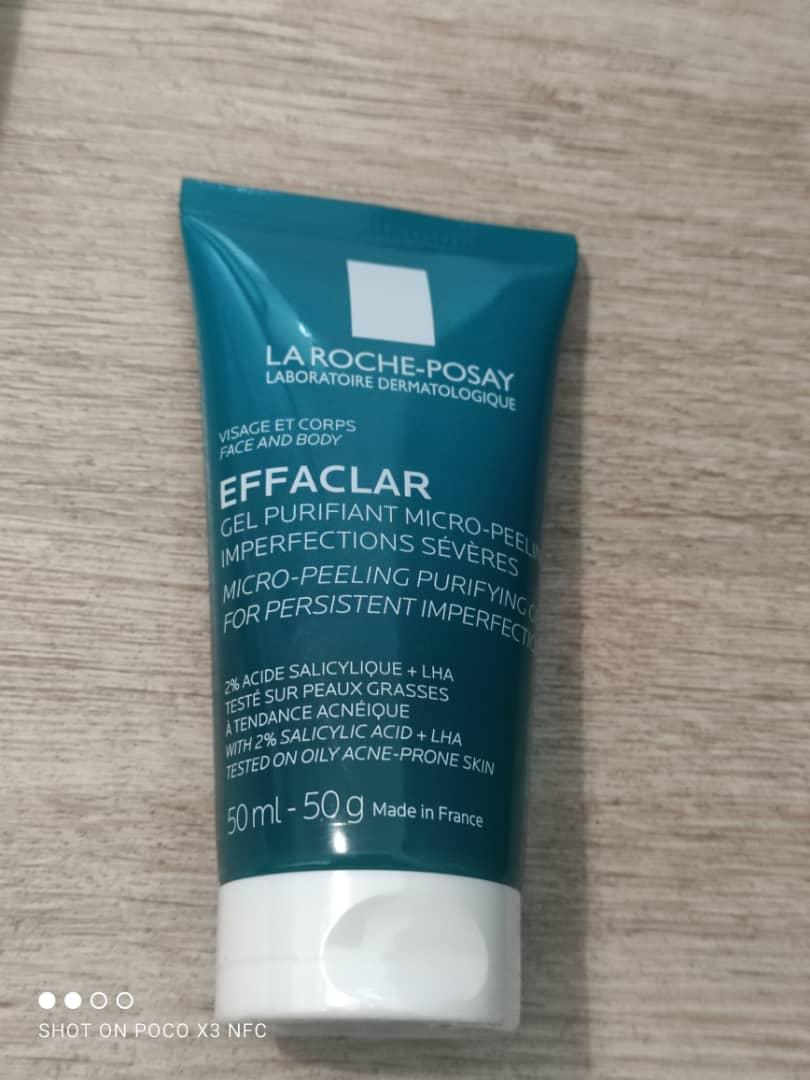 LA ROCHE-POSAY
LABORATOIRE DERMATOLOGIQUE
VISAGE ET CORPS
FACE AND BODY
EFFACLAR
GEL PURIFIANT MICRO-PEELIN
IMPERFECTIONS SÉVÈRES
MICRO-PEELING PURIFYING
FOR PERSISTENT IMPERFECTIO
2% ACIDE SALICYLIQUE + LHA
TESTÉ SUR PEAUX GRASSES
À TENDANCE ACNÉIQUE
WITH 2% SALICYLIC ACID + LHA
TESTED ON OILY ACNE-PRONE SKIN
50 ml - 50 g Made in France
SHOT ON POCO X3 NFC